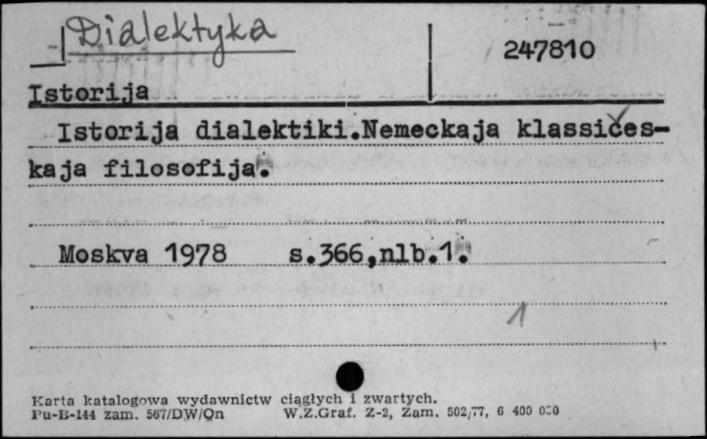 Dialektyka
247810
Istorija
Istorija dialektiki.Nemeckaja klassičes-
kaja filosofija.
Moskva 1978 s.366,nlb.1.
1
Karta katalogowa wydawnictw ciągłych i zwartych.
Pu-B-144 zam. 567/DW/Qn W.Z.Graf. Z-2, Zam. 502/77, 6 400 000